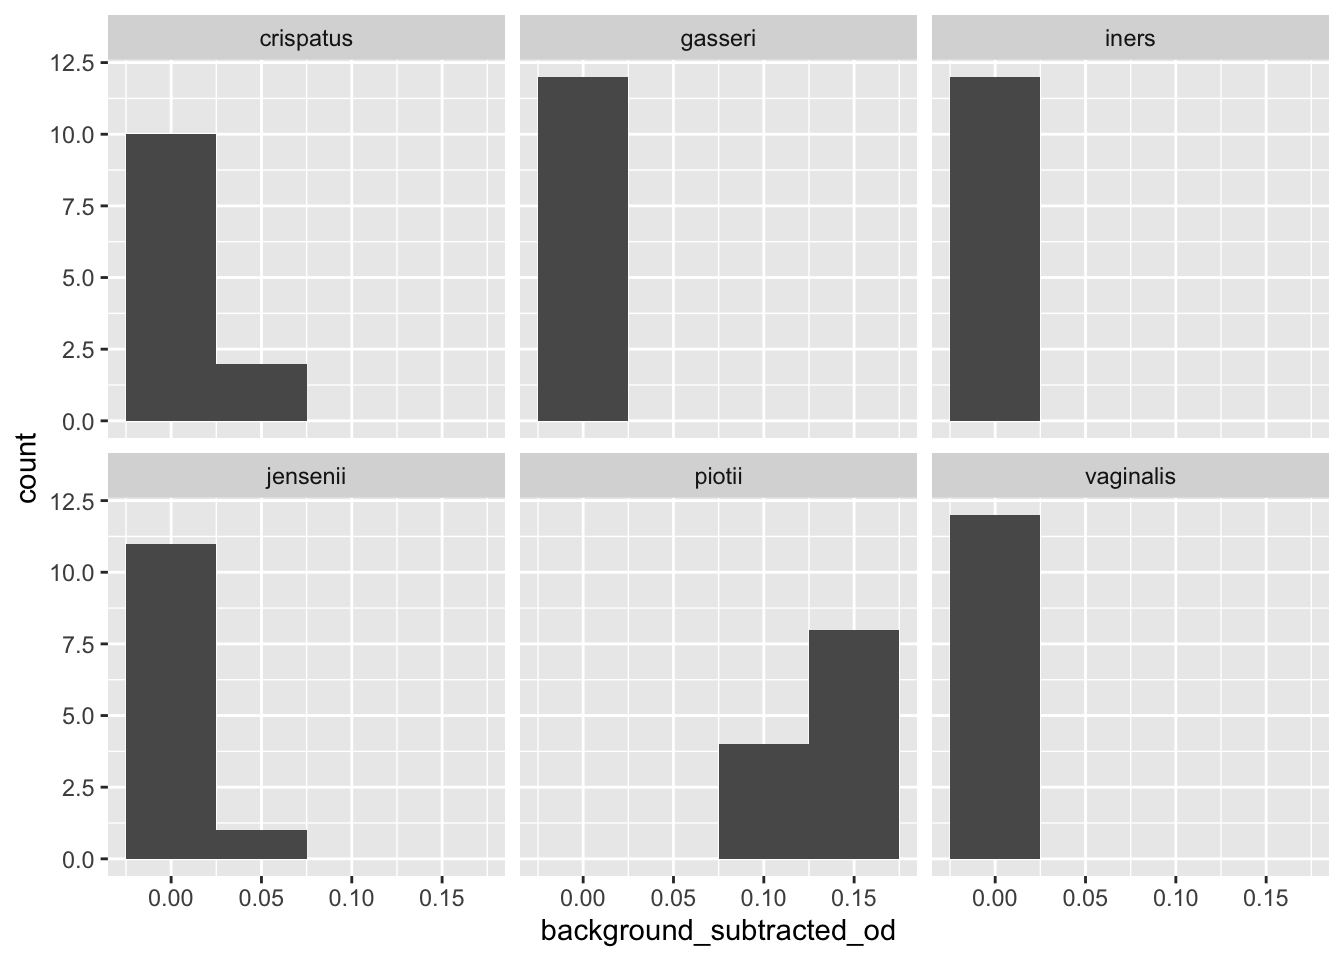 crispatus
gasseri
iners
12.5
10.0
7.5
5.0
2.5
0.0
count
jensenii
piotii
vaginalis
12.5
10.0
7.5
5.0
2.5
0.0
0.00 0.05 0.10 0.15
0.00 0.05 0.10 0.15
0.00 0.05 0.10 0.15
background_subtracted_od